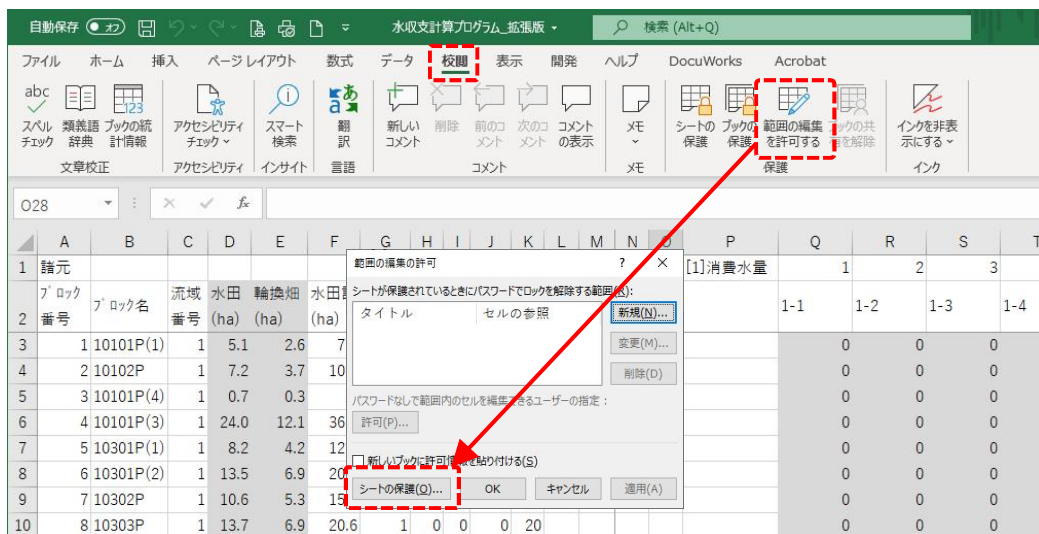 自動保存 オフ 水収支計算プログラム_拡張版 検索 (Alt+Q)
ファイル ホーム 挿入 ページ レイアウト 数式 データ 校閲 表示 開発 ヘルプ DocuWorks Acrobat
abc 123 あ
スペル 類義語 ブックの統 アクセシビリティ スマート 翻 新しい 削除 前のコ 次のコ コメント メモ シートの ブックの 範囲の編集 ブックの共 インクを非表
チェック 辞典 計情報 チェック 検索 訳 コメント メント メント の表示 保護 保護 を許可する 有を解除 示にする
文章校正 アクセシビリティ インサイト 言語 コメント メモ 保護 インク
O28 fx
A B C D E F G H I J K L M N O P Q R S T
1 諸元 [1]消費水量 1 2 3
2 ブロック番号 ブロック名 流域番号 水田(ha) 輪換畑(ha) (ha) 1-1 1-2 1-3 1-4
3 1 10101P(1) 1 5.1 2.6 7 0 0 0
4 2 10102P 1 7.2 3.7 10 0 0 0
5 3 10101P(4) 1 0.7 0.3 0 0 0
6 4 10101P(3) 1 24.0 12.1 36 0 0 0
7 5 10301P(1) 1 8.2 4.2 12 0 0 0
8 6 10301P(2) 1 13.5 6.9 20 0 0 0
9 7 10302P 1 10.6 5.3 15 0 0 0
10 8 10303P 1 13.7 6.9 20.6 1 0 0 0 20 0 0 0
範囲の編集の許可 ? ×
シートが保護されているときにパスワードでロックを解除する範囲(R):
タイトル セルの参照 新規(N)...
変更(M)...
削除(D)
パスワードなしで範囲内のセルを編集できるユーザーの指定:
許可(P)...
新しいブックに許可情報を貼り付ける(S)
シートの保護(O)... OK キャンセル 適用(A)